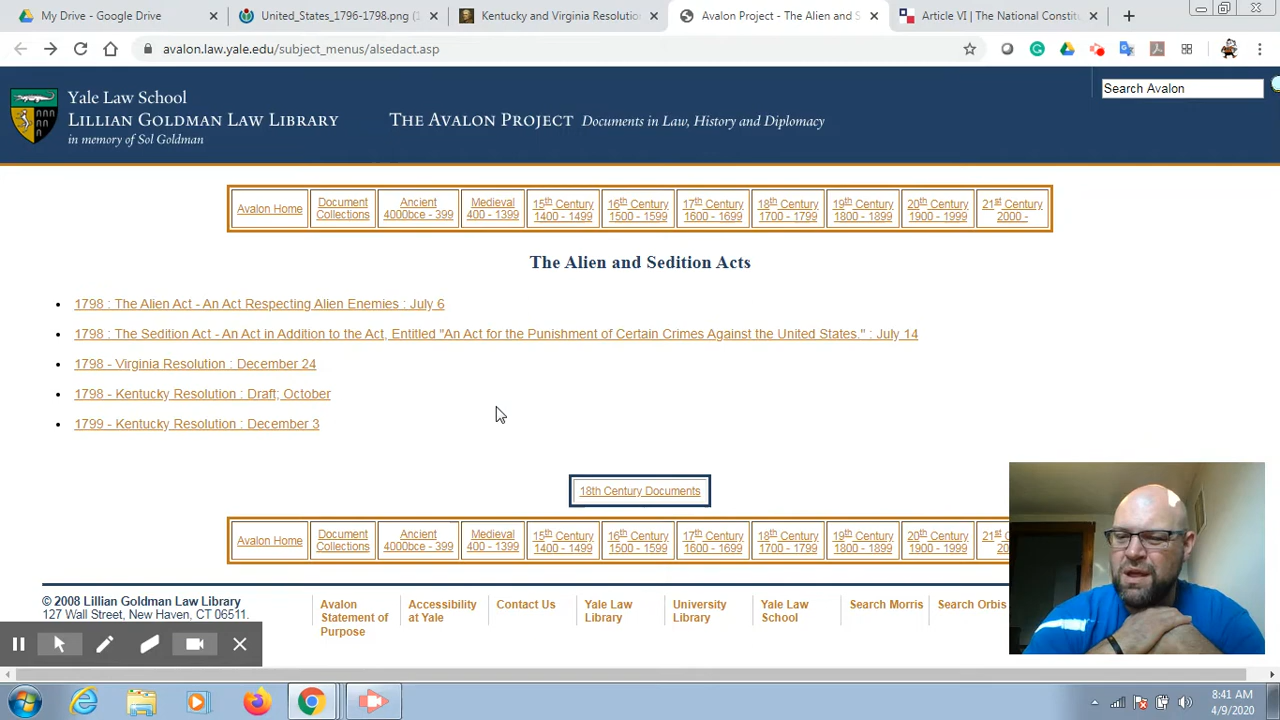 My Drive - Google Drive
United_States_1796-1798.png (
Kentucky and Virginia Resolution
Avalon Project - The Alien and S
Article VI | The National Constitu
avalon.law.yale.edu/subject_menus/alsedact.asp
Yale Law School
LILLIAN GOLDMAN LAW LIBRARY
in memory of Sol Goldman
THE AVALON PROJECT Documents in Law, History and Diplomacy
Search Avalon
Avalon Home
Document Collections
Ancient 4000bce - 399
Medieval 400 - 1399
15th Century 1400 - 1499
16th Century 1500 - 1599
17th Century 1600 - 1699
18th Century 1700 - 1799
19th Century 1800 - 1899
20th Century 1900 - 1999
21st Century 2000 -
The Alien and Sedition Acts
• 1798 : The Alien Act - An Act Respecting Alien Enemies : July 6
• 1798 : The Sedition Act - An Act in Addition to the Act, Entitled "An Act for the Punishment of Certain Crimes Against the United States." : July 14
• 1798 - Virginia Resolution : December 24
• 1798 - Kentucky Resolution : Draft; October
• 1799 - Kentucky Resolution : December 3
18th Century Documents
Avalon Home
Document Collections
Ancient 4000bce - 399
Medieval 400 - 1399
15th Century 1400 - 1499
16th Century 1500 - 1599
17th Century 1600 - 1699
18th Century 1700 - 1799
19th Century 1800 - 1899
20th Century 1900 - 1999
21st C
20
© 2008 Lillian Goldman Law Library
127 Wall Street, New Haven, CT 06511.
Avalon Statement of Purpose
Accessibility at Yale
Contact Us
Yale Law Library
University Library
Yale Law School
Search Morris
Search Orbis
8:41 AM
4/9/2020